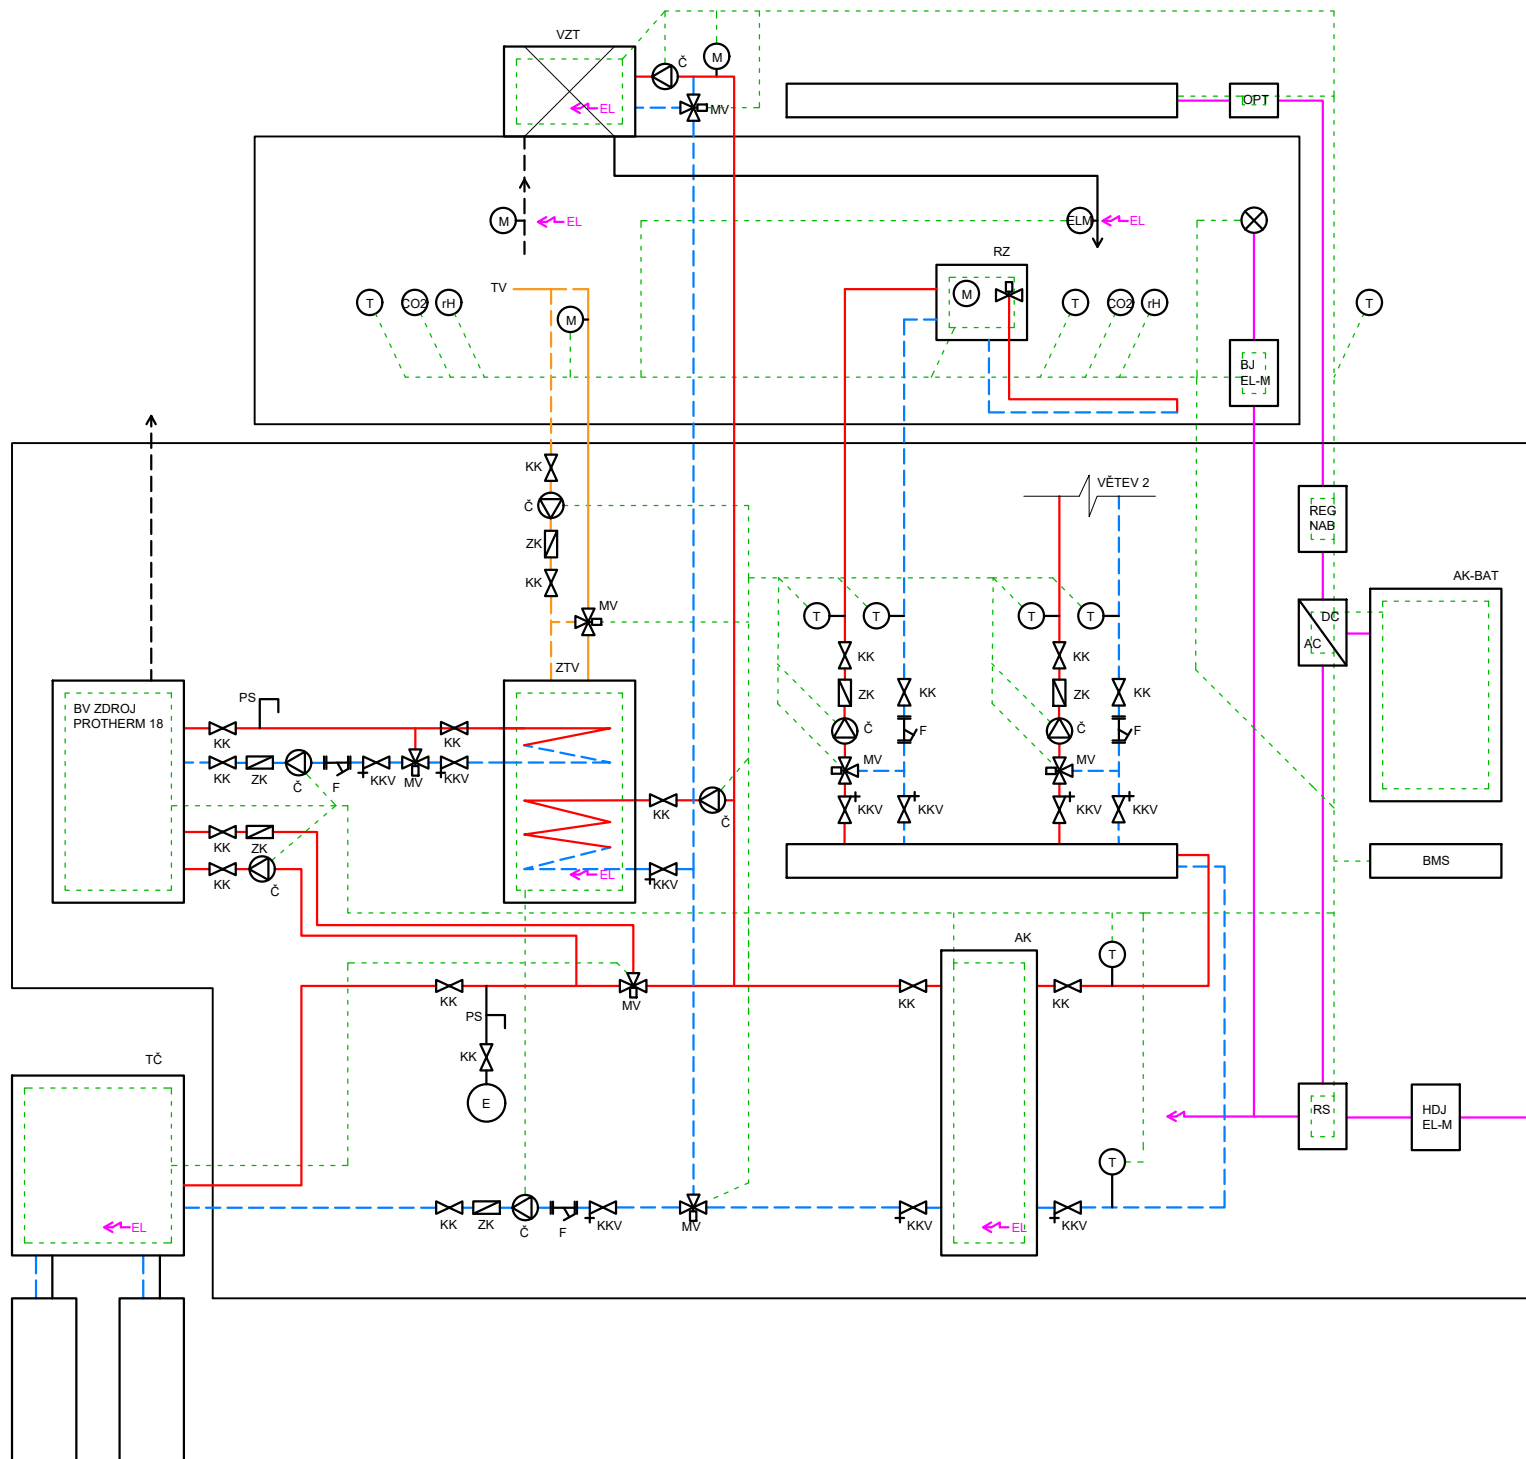 VZT
Č
M
EL
MV
OPT
M
EL
ELM
EL
RZ
TV
T
CO2
rH
M
M
T
CO2
rH
T
BJ
EL-M
KK
VĚTEV 2
Č
REG
NAB
ZK
KK
AK-BAT
MV
T
T
T
T
DC
AC
ZTV
KK
KK
BV ZDROJ
PROTHERM 18
PS
ZK
KK
ZK
KK
KK
KK
Č
F
Č
F
MV
MV
KK
ZK
Č
F
KKV
MV
KKV
KK
Č
KKV
KKV
KKV
KKV
KK
ZK
KK
Č
BMS
EL
KKV
AK
T
KK
MV
KK
KK
PS
KK
TČ
E
RS
HDJ
EL-M
T
EL
KK
ZK
Č
F
KKV
MV
KKV
EL
KKV